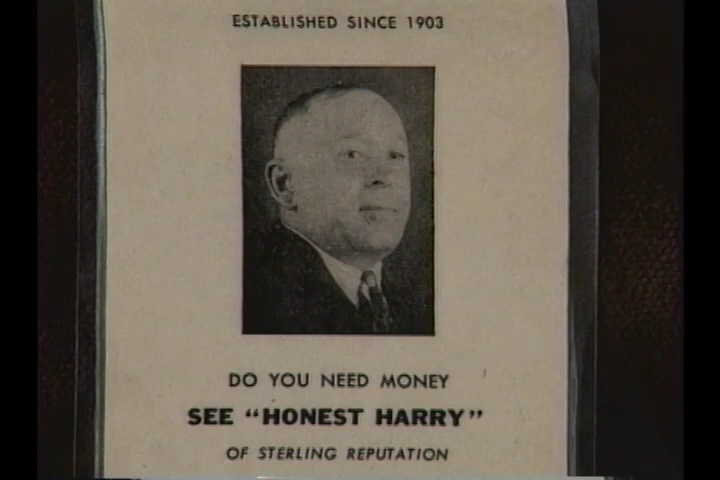 ESTABLISHED SINCE 1903
DO YOU NEED MONEY
SEE “HONEST HARRY”
OF STERLING REPUTATION